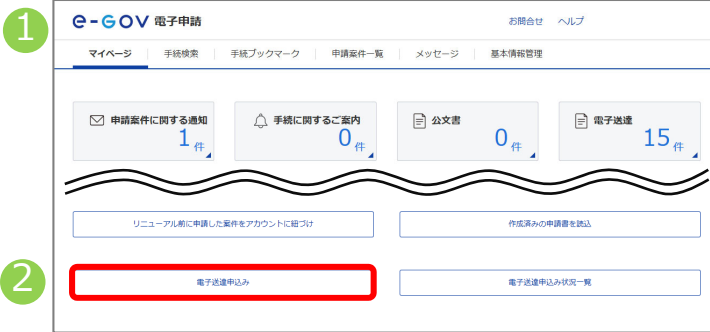 1
e-GOV 電子申請
お問合せ ヘルプ
マイページ 手続検索 手続ブックマーク 申請案件一覧 メッセージ 基本情報管理
申請案件に関する通知 手続に関するご案内 公文書 電子送達
1件 0件 0件 15件
リニューアル前に申請した案件をアカウントに紐づけ 作成済みの申請書を読込
2
電子送達申込み 電子送達申込み状況一覧